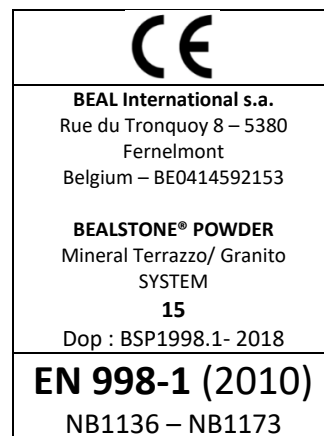 CE
BEAL International s.a.
Rue du Tronquoy 8 – 5380
Fernelmont
Belgium – BE0414592153
BEALSTONE® POWDER
Mineral Terrazzo/ Granito
SYSTEM
15
Dop : BSP1998.1- 2018
EN 998-1 (2010)
NB1136 – NB1173